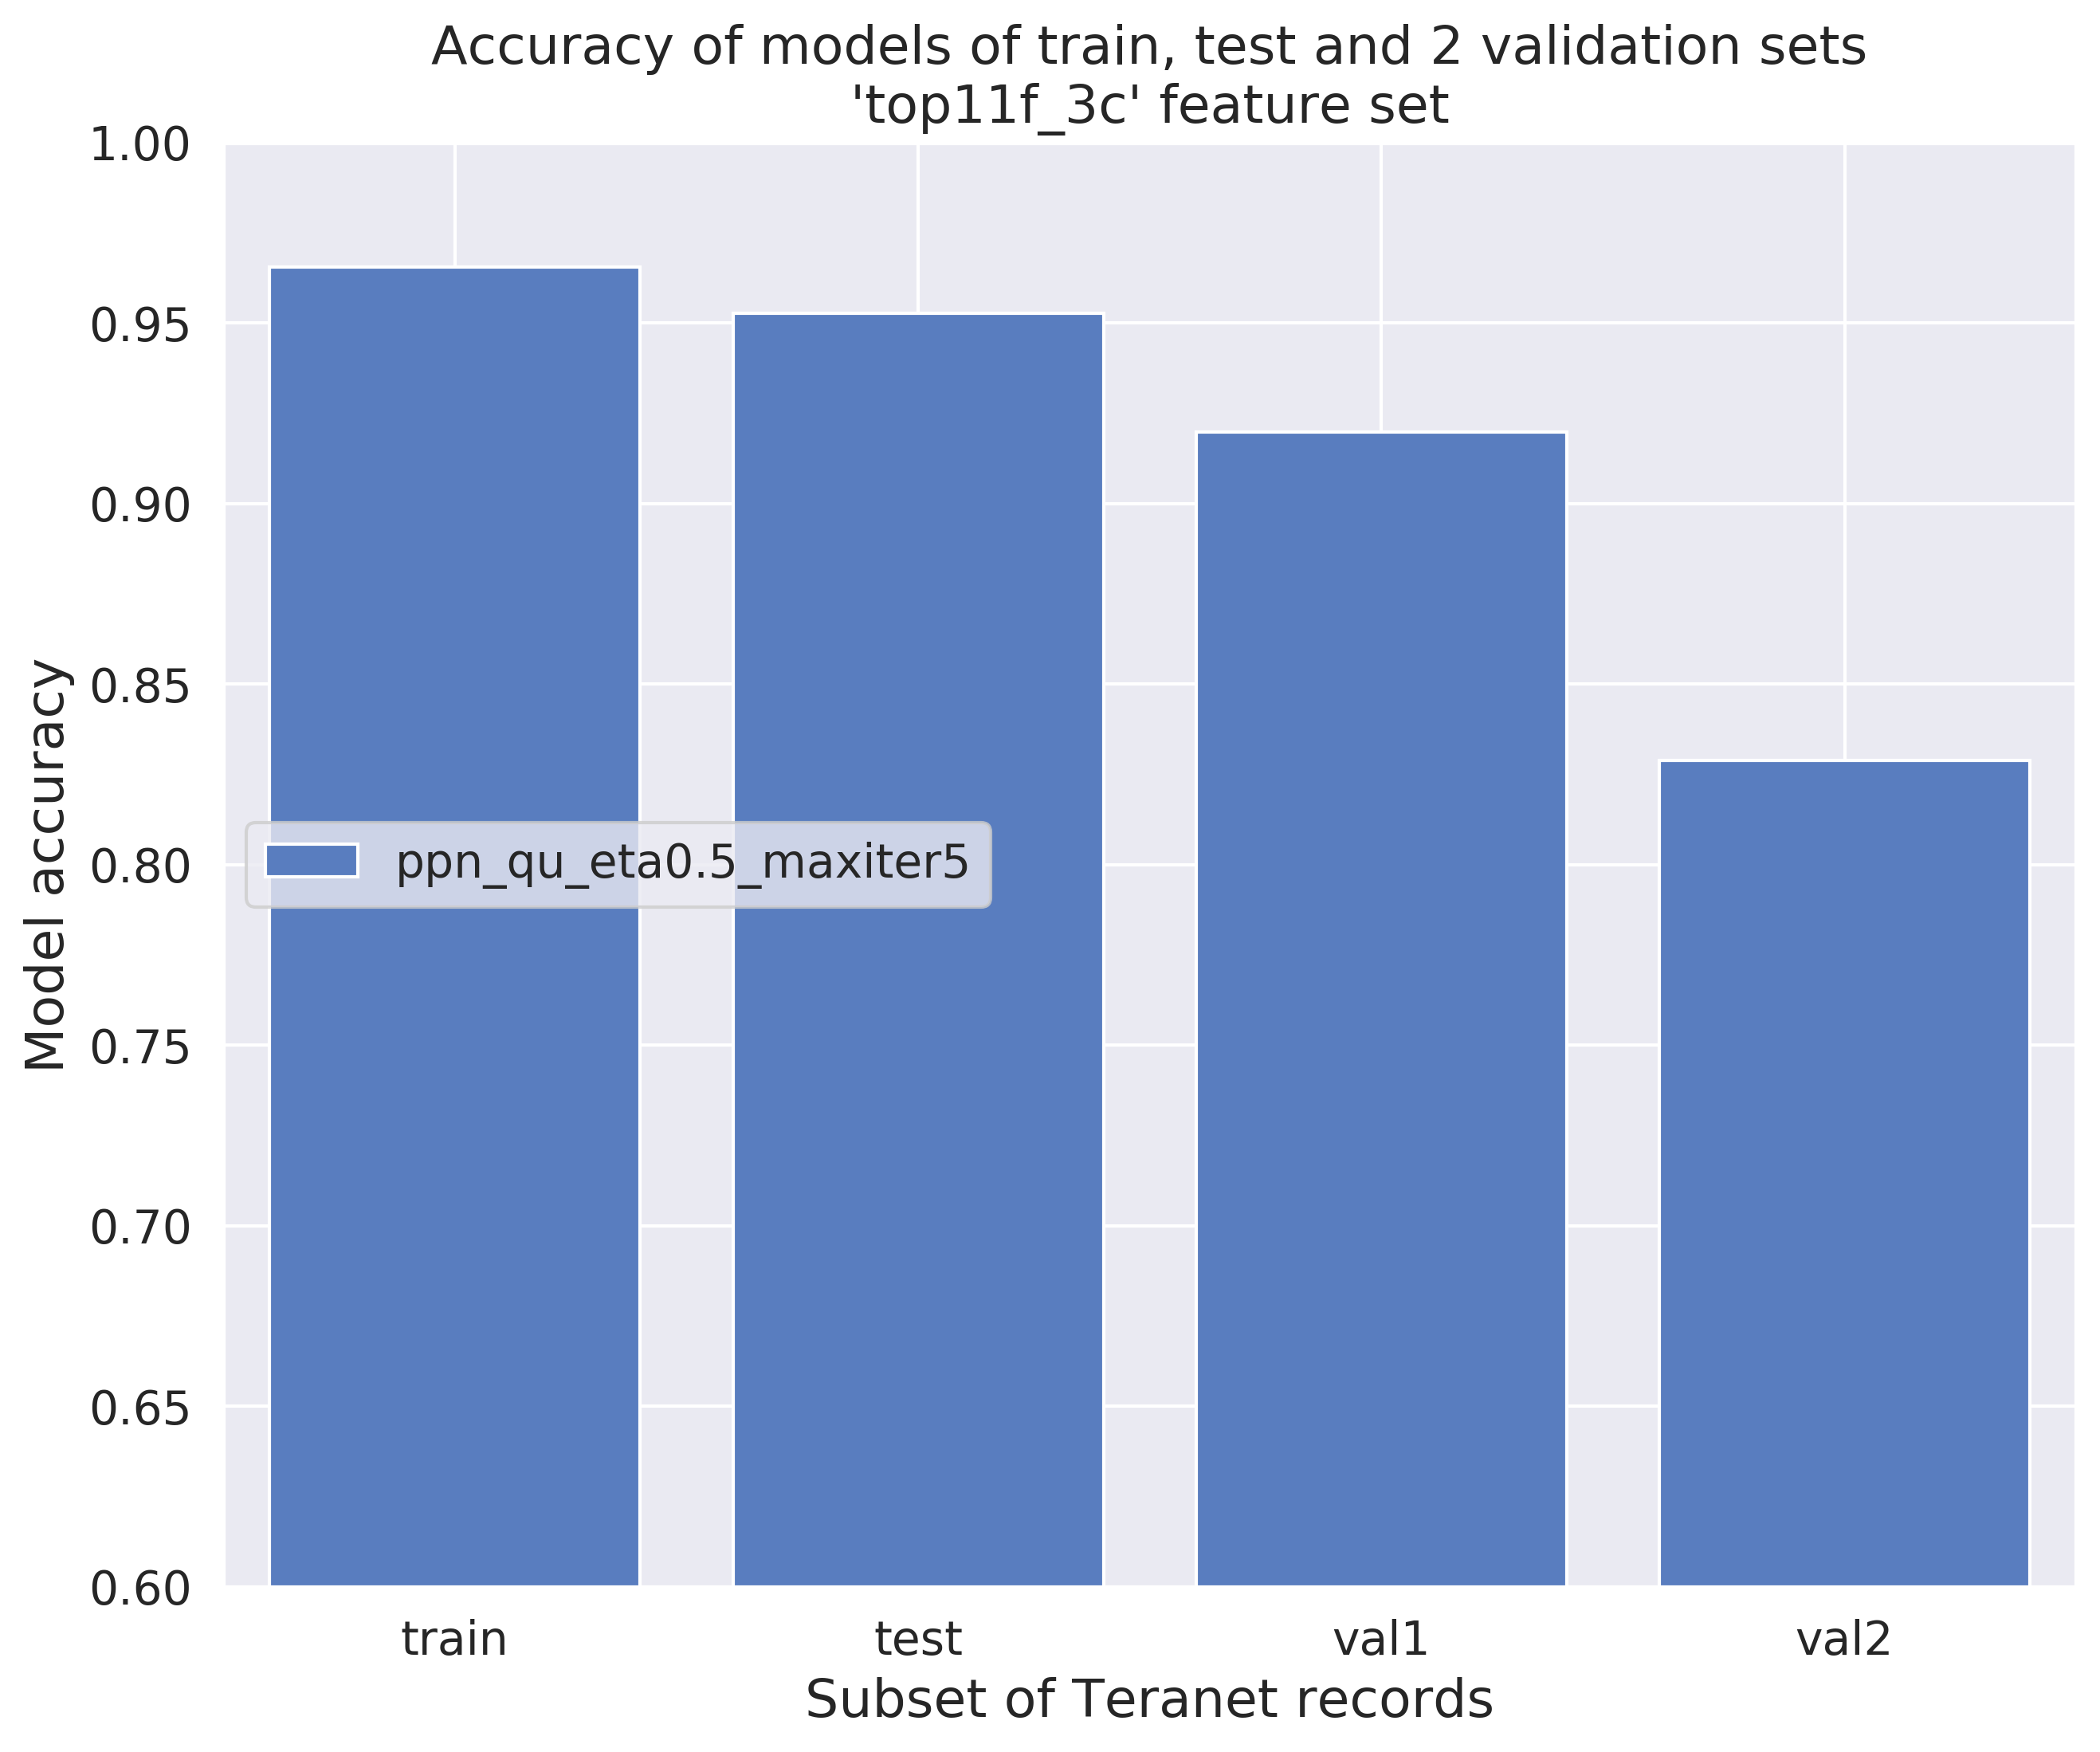 Accuracy of models of train, test and 2 validation sets
'top11f_3c' feature set
1.00
0.95
0.90
0.85
0.80
0.75
0.70
0.65
0.60
Model accuracy
ppn_qu_eta0.5_maxiter5
train
test
val1
val2
Subset of Teranet records